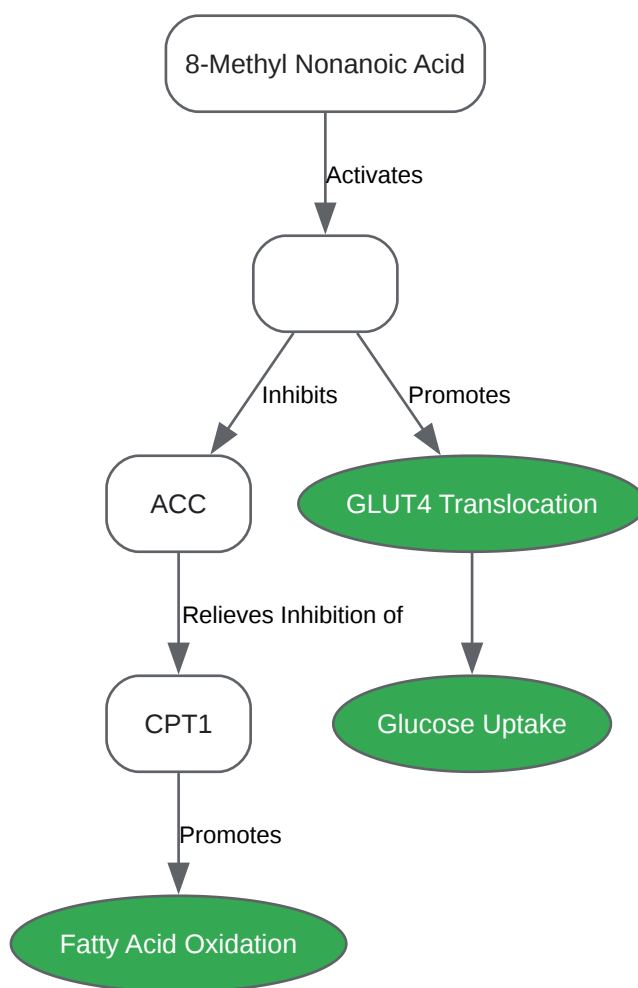 8-Methyl Nonanoic Acid
Activates
Inhibits
Promotes
ACC
GLUT4 Translocation
Relieves Inhibition of
CPT1
Glucose Uptake
Promotes
Fatty Acid Oxidation